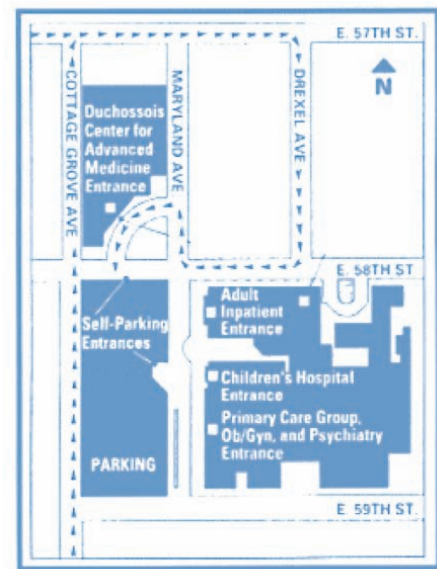 E. 57TH ST.
COTTAGE GROVE AVE
MARYLAND AVE
DREXEL AVE
N
Duchossois
Center for
Advanced
Medicine
Entrance
E. 58TH ST.
Self-Parking
Entrances
Adult
Inpatient
Entrance
Children's Hospital
Entrance
Primary Care Group,
Ob/Gyn, and Psychiatry
Entrance
PARKING
E. 59TH ST.